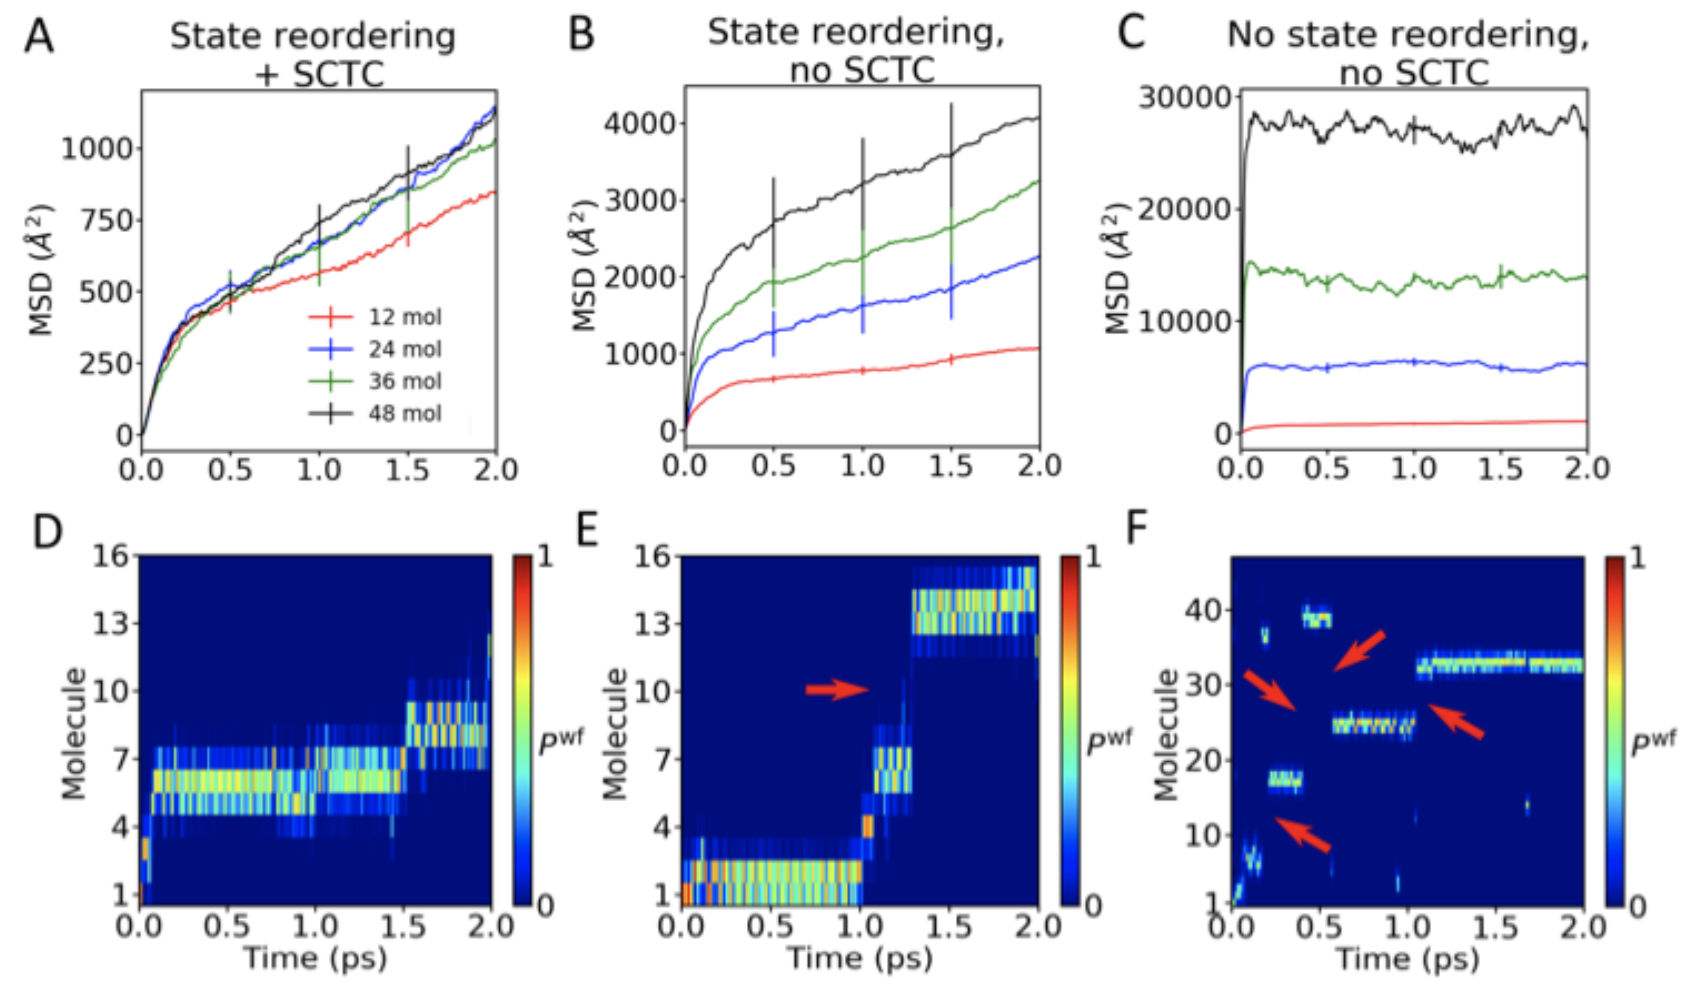 A
State reordering
+ SCTC
B
State reordering,
no SCTC
C
No state reordering,
no SCTC
MSD (Å²)
1000
750
500
250
0
12 mol
24 mol
36 mol
48 mol
0.0 0.5 1.0 1.5 2.0
MSD (Å²)
4000
3000
2000
1000
0
0.0 0.5 1.0 1.5 2.0
MSD (Å²)
30000
20000
10000
0
0.0 0.5 1.0 1.5 2.0
D
Molecule
16
13
10
7
4
1
0.0 0.5 1.0 1.5 2.0
Time (ps)
1
Pwf
0
E
Molecule
16
13
10
7
4
1
0.0 0.5 1.0 1.5 2.0
Time (ps)
1
Pwf
0
F
Molecule
40
30
20
10
1
0.0 0.5 1.0 1.5 2.0
Time (ps)
1
Pwf
0